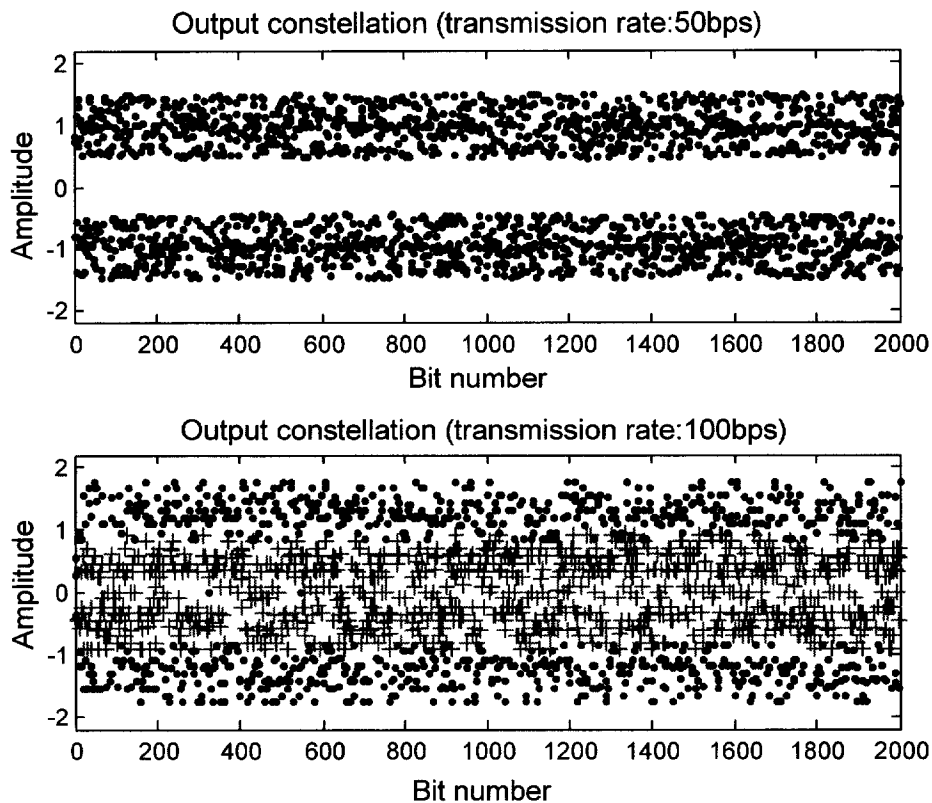 Output constellation (transmission rate:50bps)
2
1
0
-1
-2
Amplitude
0 200 400 600 800 1000 1200 1400 1600 1800 2000
Bit number
Output constellation (transmission rate:100bps)
2
1
0
-1
-2
Amplitude
0 200 400 600 800 1000 1200 1400 1600 1800 2000
Bit number